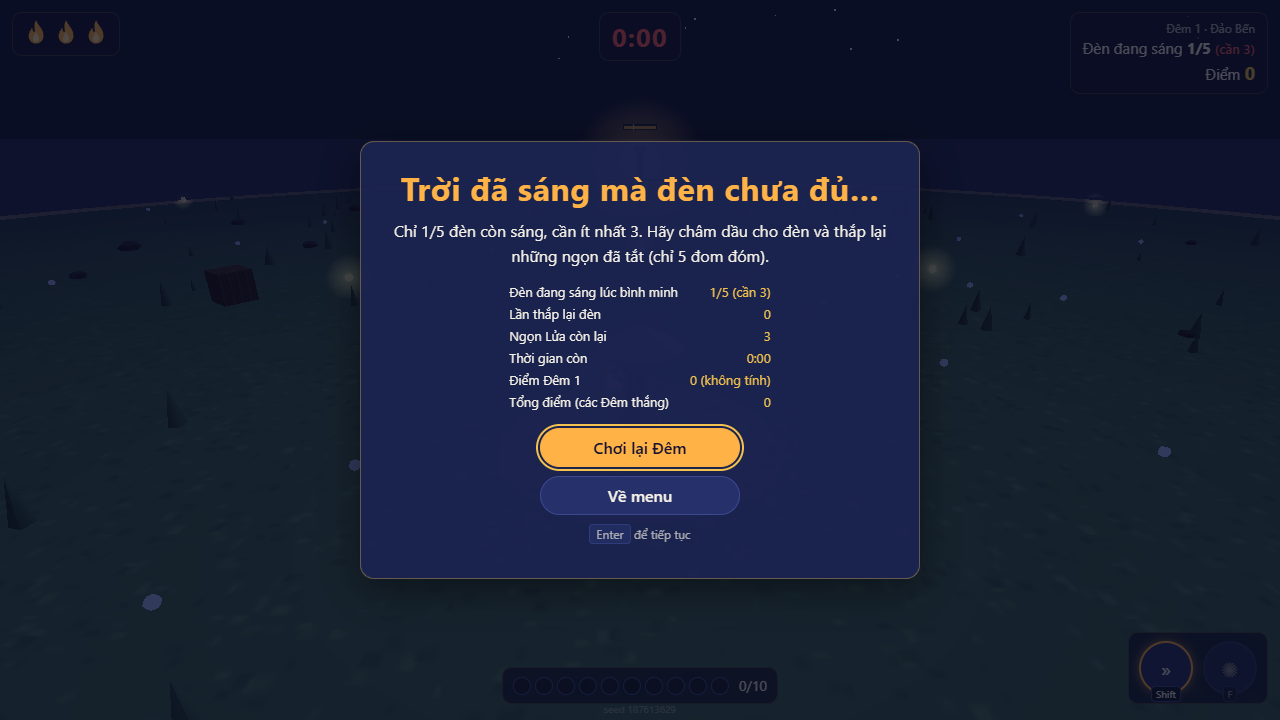 0:00
Đêm 1 · Đảo Bến
Đèn đang sáng 1/5 (cần 3)
Điểm 0
Trời đã sáng mà đèn chưa đủ...
Chỉ 1/5 đèn còn sáng, cần ít nhất 3. Hãy châm dầu cho đèn và thắp lại
những ngọn đã tắt (chỉ 5 đom đóm).
Đèn đang sáng lúc bình minh 1/5 (cần 3)
Lần thắp lại đèn 0
Ngọn Lửa còn lại 3
Thời gian còn 0:00
Điểm Đêm 1 0 (không tính)
Tổng điểm (các Đêm thắng) 0
Chơi lại Đêm
Về menu
Enter để tiếp tục
»
Shift
F
0/10
seed 187613629